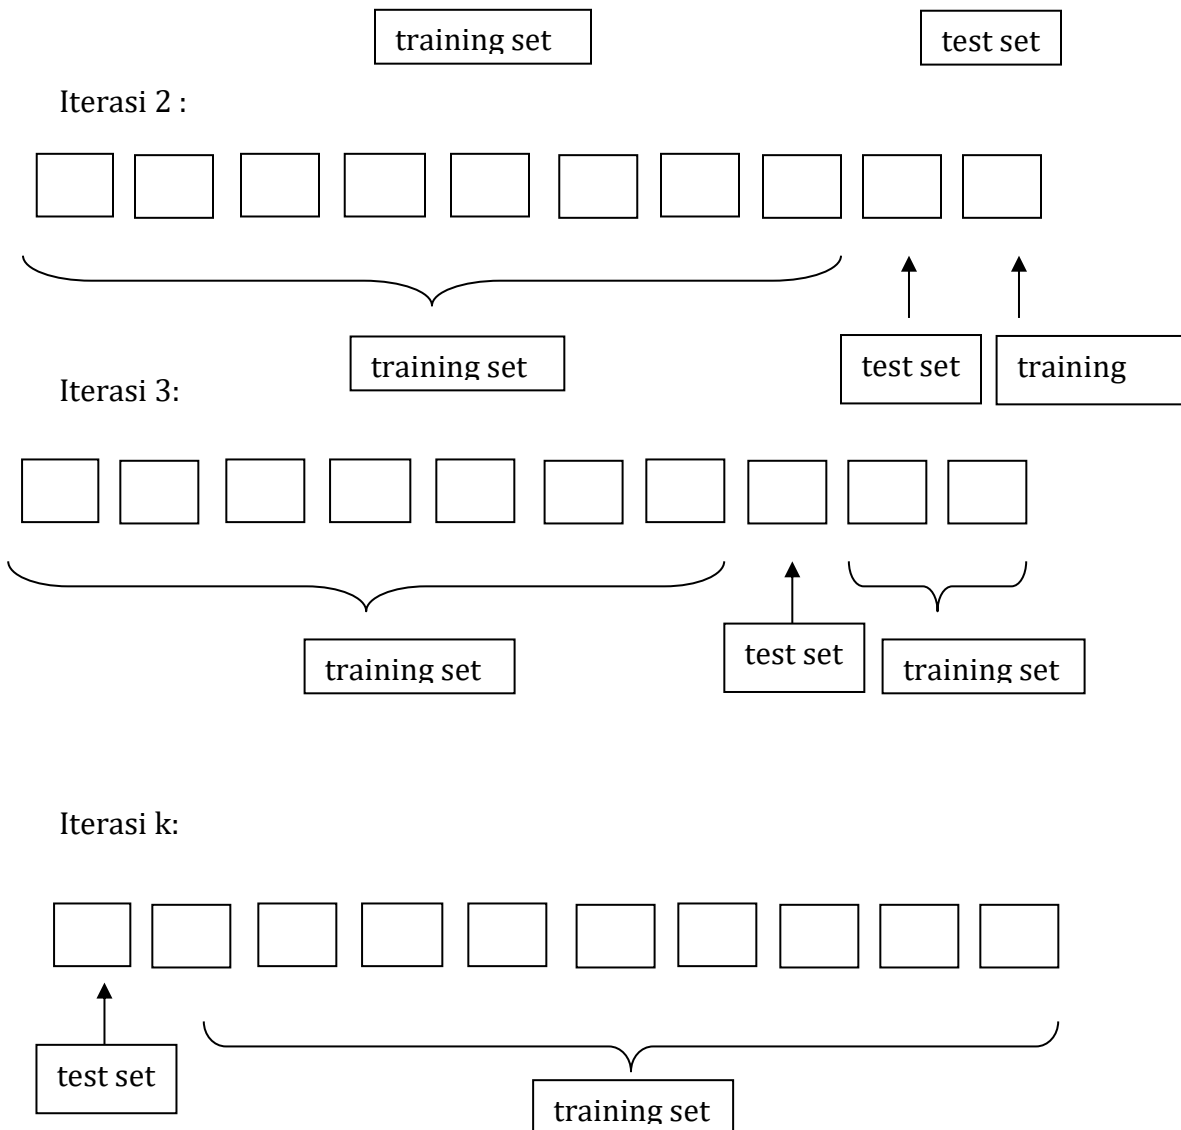 training set
test set
Iterasi 2 :
training set
test set
training
Iterasi 3:
training set
test set
training set
Iterasi k:
test set
training set